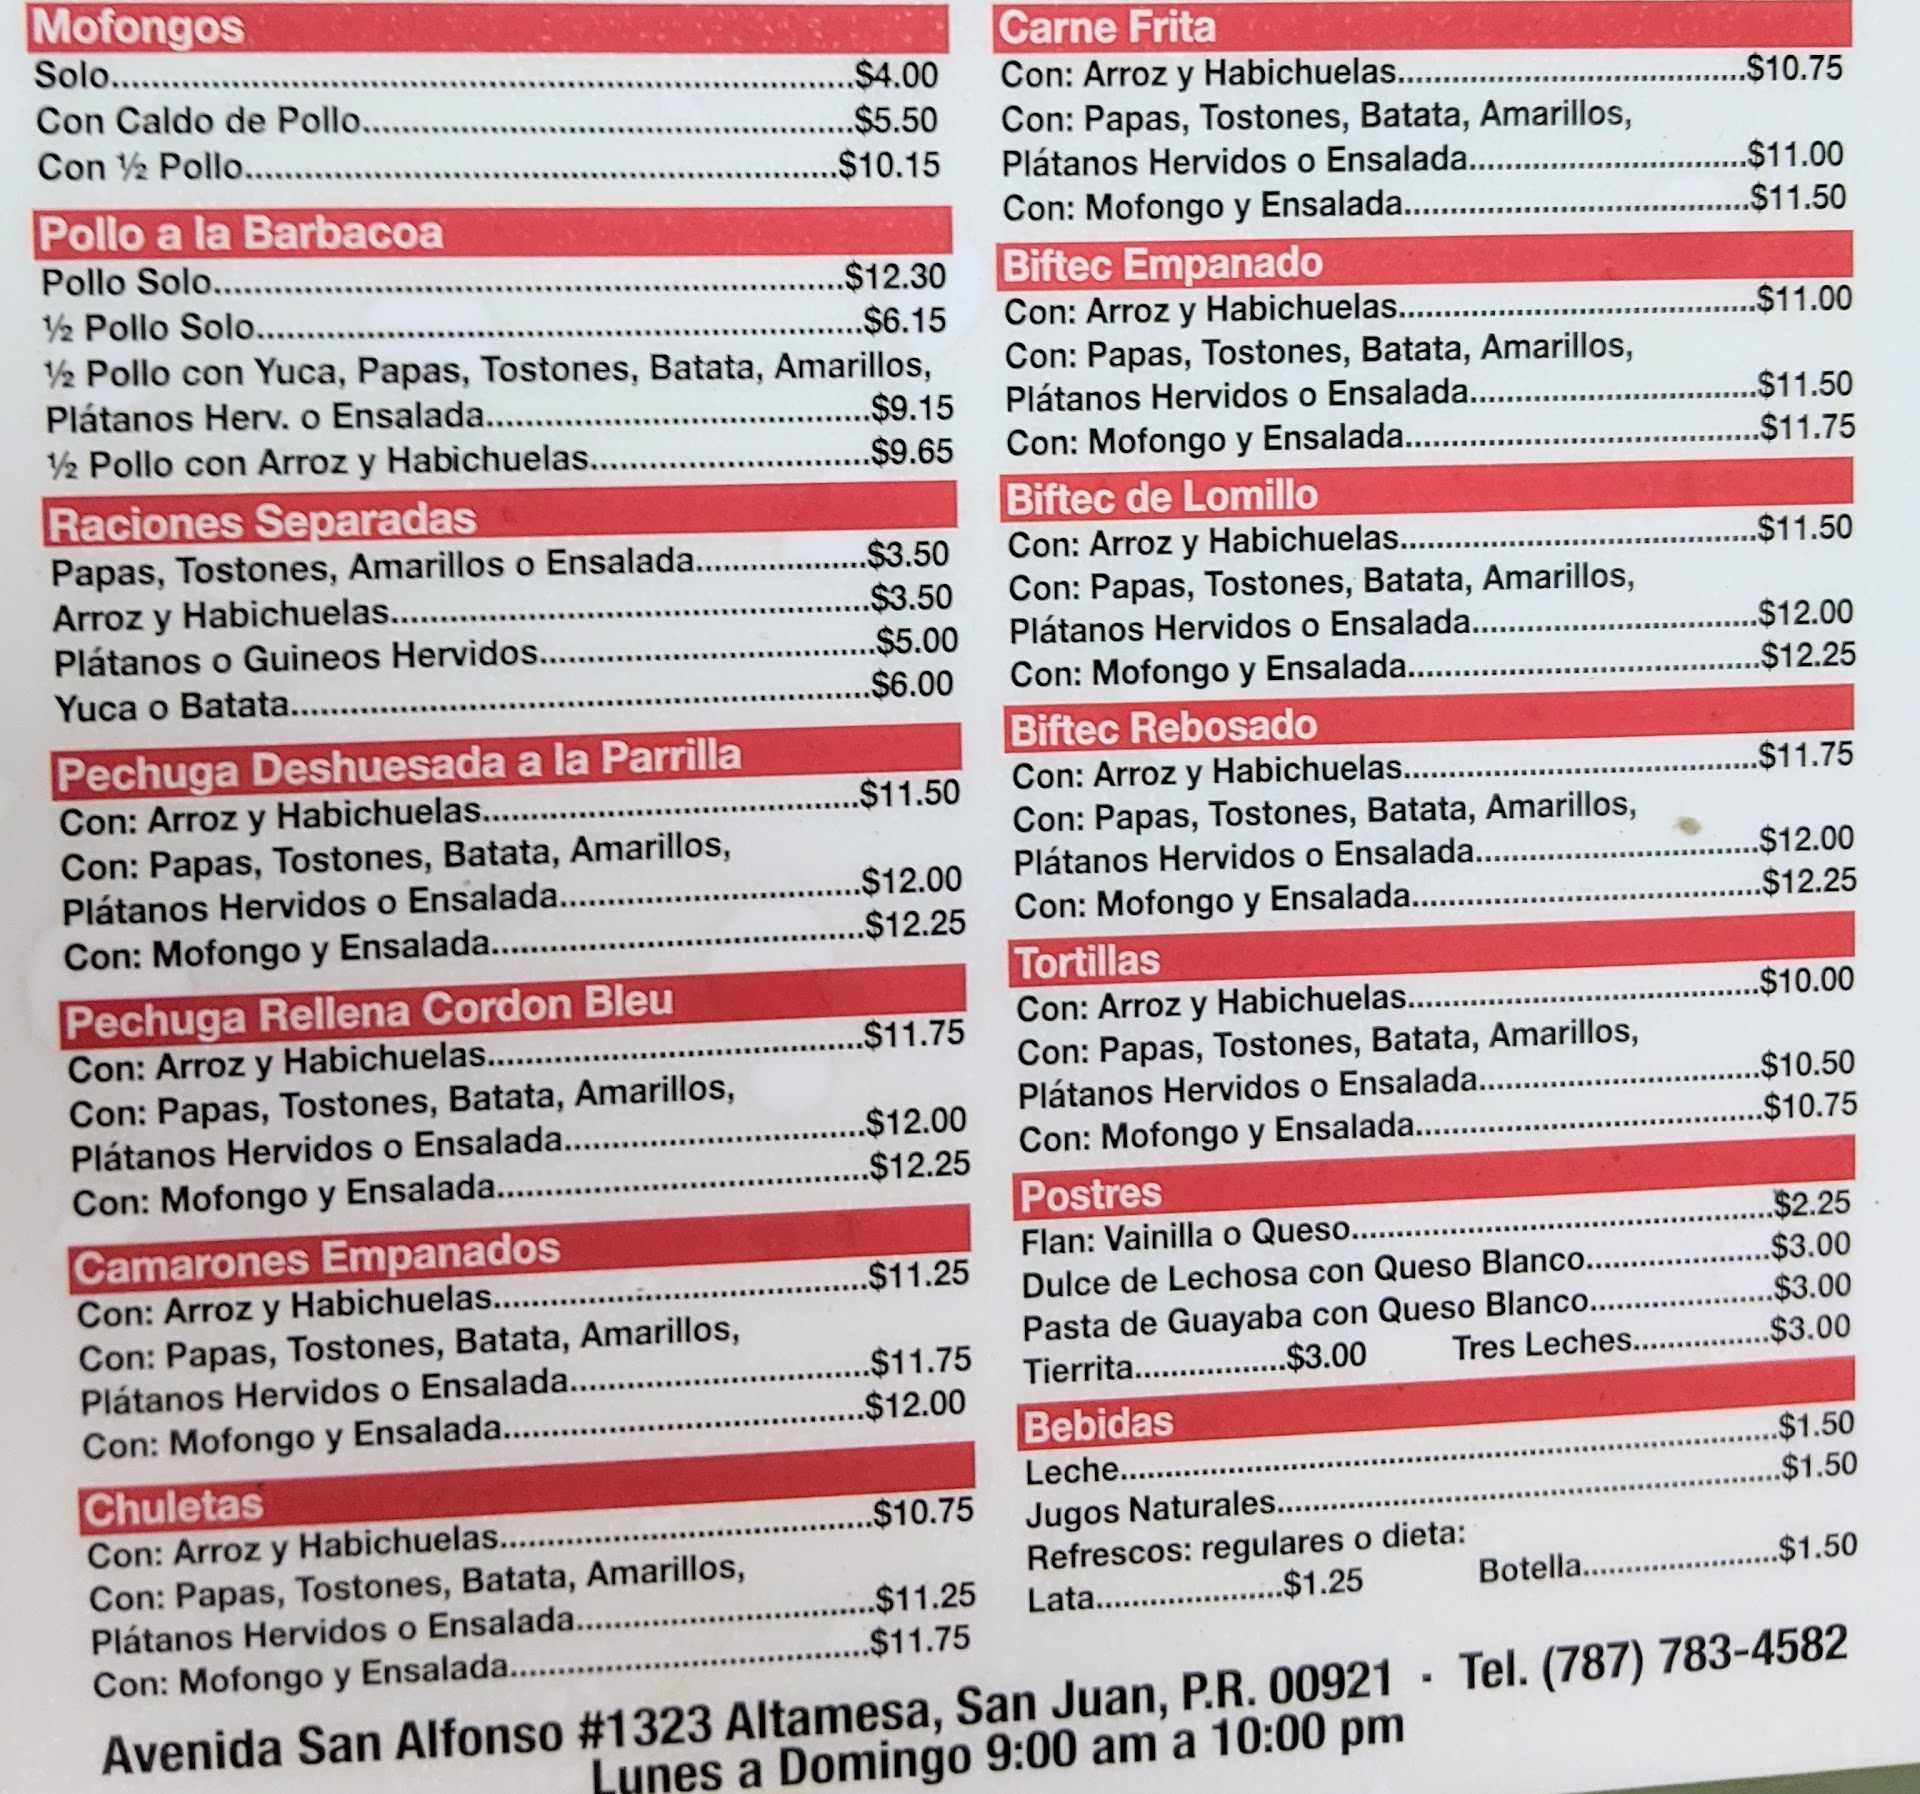 Mofongos
Solo....................$4.00
Con Caldo de Pollo....................$5.50
Con ½ Pollo....................$10.15
Pollo a la Barbacoa
Pollo Solo....................$12.30
½ Pollo Solo....................$6.15
½ Pollo con Yuca, Papas, Tostones, Batata, Amarillos,
Plátanos Herv. o Ensalada....................$9.15
½ Pollo con Arroz y Habichuelas....................$9.65
Raciones Separadas
Papas, Tostones, Amarillos o Ensalada....................$3.50
Arroz y Habichuelas....................$3.50
Plátanos o Guineos Hervidos....................$5.00
Yuca o Batata....................$6.00
Pechuga Deshuesada a la Parrilla
Con: Arroz y Habichuelas....................$11.50
Con: Papas, Tostones, Batata, Amarillos,
Plátanos Hervidos o Ensalada....................$12.00
Con: Mofongo y Ensalada....................$12.25
Pechuga Rellena Cordon Bleu
Con: Arroz y Habichuelas....................$11.75
Con: Papas, Tostones, Batata, Amarillos,
Plátanos Hervidos o Ensalada....................$12.00
Con: Mofongo y Ensalada....................$12.25
Camarones Empanados
Con: Arroz y Habichuelas....................$11.25
Con: Papas, Tostones, Batata, Amarillos,
Plátanos Hervidos o Ensalada....................$11.75
Con: Mofongo y Ensalada....................$12.00
Chuletas
Con: Arroz y Habichuelas....................$10.75
Con: Papas, Tostones, Batata, Amarillos,
Plátanos Hervidos o Ensalada....................$11.25
Con: Mofongo y Ensalada....................$11.75
Carne Frita
Con: Arroz y Habichuelas....................$10.75
Con: Papas, Tostones, Batata, Amarillos,
Plátanos Hervidos o Ensalada....................$11.00
Con: Mofongo y Ensalada....................$11.50
Biftec Empanado
Con: Arroz y Habichuelas....................$11.00
Con: Papas, Tostones, Batata, Amarillos,
Plátanos Hervidos o Ensalada....................$11.50
Con: Mofongo y Ensalada....................$11.75
Biftec de Lomillo
Con: Arroz y Habichuelas....................$11.50
Con: Papas, Tostones, Batata, Amarillos,
Plátanos Hervidos o Ensalada....................$12.00
Con: Mofongo y Ensalada....................$12.25
Biftec Rebosado
Con: Arroz y Habichuelas....................$11.75
Con: Papas, Tostones, Batata, Amarillos,
Plátanos Hervidos o Ensalada....................$12.00
Con: Mofongo y Ensalada....................$12.25
Tortillas
Con: Arroz y Habichuelas....................$10.00
Con: Papas, Tostones, Batata, Amarillos,
Plátanos Hervidos o Ensalada....................$10.50
Con: Mofongo y Ensalada....................$10.75
Postres
Flan: Vainilla o Queso....................$2.25
Dulce de Lechosa con Queso Blanco....................$3.00
Pasta de Guayaba con Queso Blanco....................$3.00
Tierrita..................$3.00 Tres Leches...............$3.00
Bebidas
Leche....................$1.50
Jugos Naturales....................$1.50
Refrescos: regulares o dieta:
Lata......................$1.25 Botella......................$1.50
Avenida San Alfonso #1323 Altamesa, San Juan, P.R. 00921 · Tel. (787) 783-4582
Lunes a Domingo 9:00 am a 10:00 pm